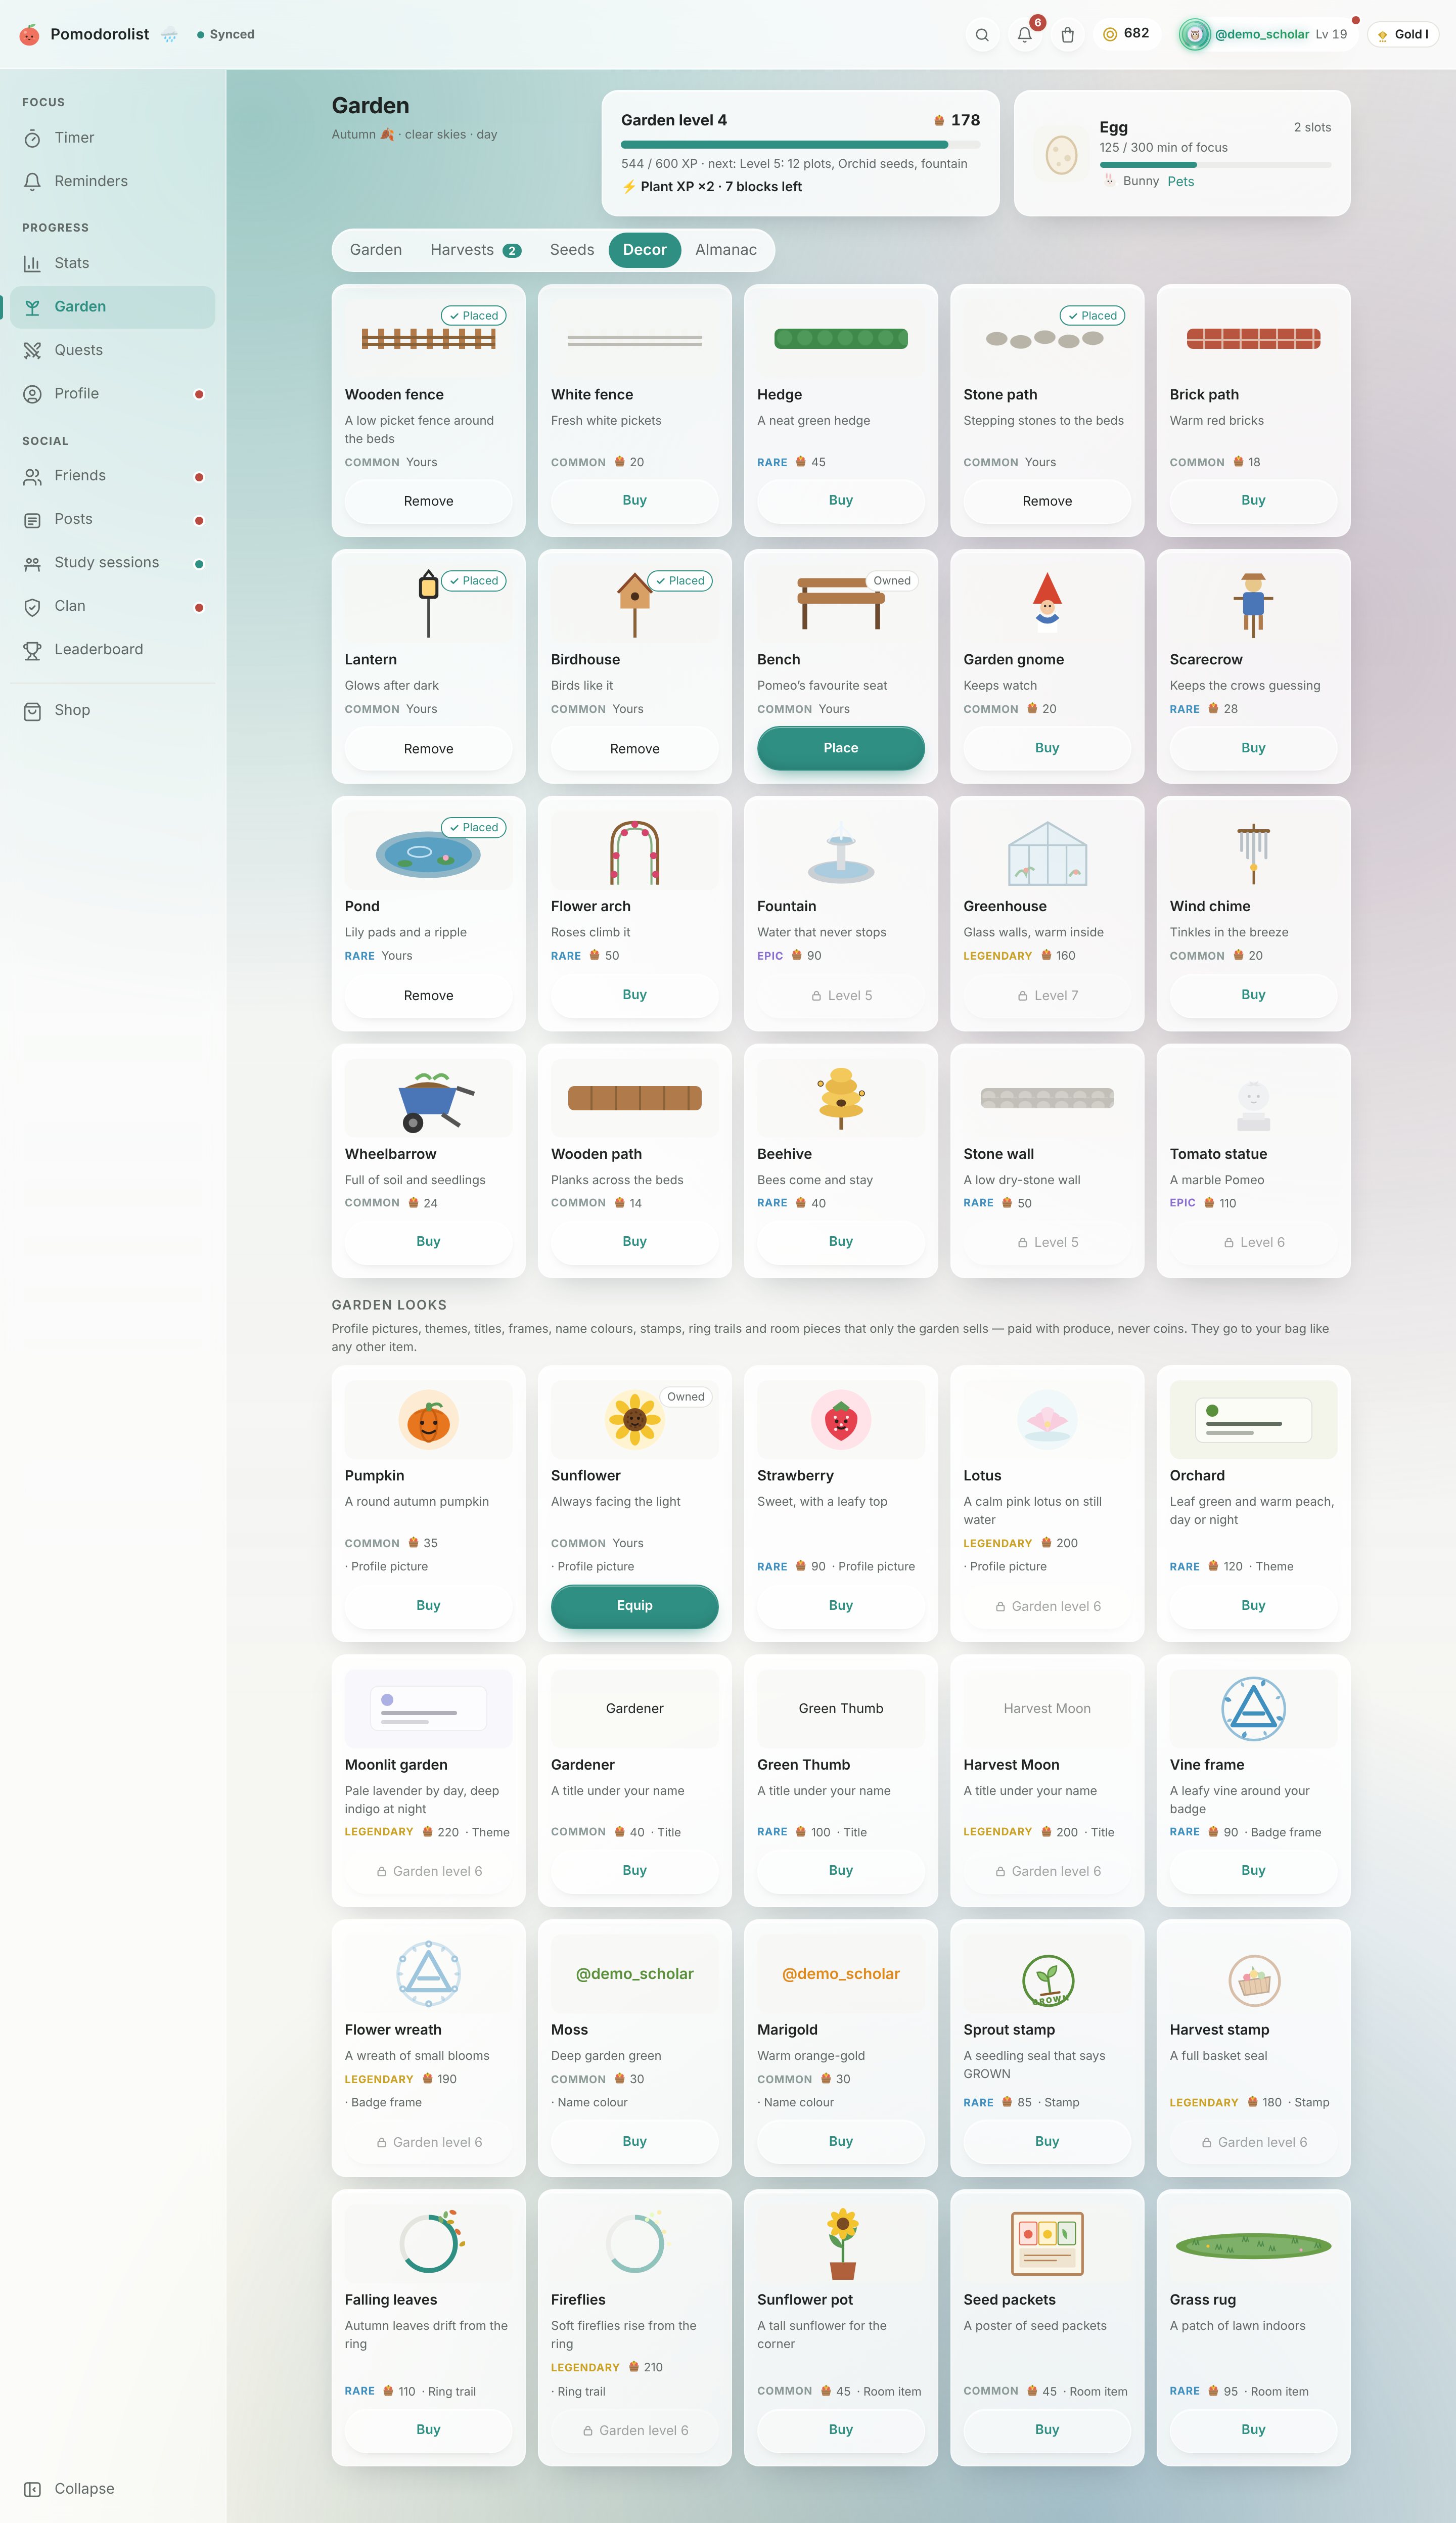 Pomodorolist
Synced
6
682
@demo_scholar Lv 19
Gold I
FOCUS
Timer
Reminders
PROGRESS
Stats
Garden
Quests
Profile
SOCIAL
Friends
Posts
Study sessions
Clan
Leaderboard
Shop
Collapse
Garden
Autumn · clear skies · day
Garden level 4
178
544 / 600 XP · next: Level 5: 12 plots, Orchid seeds, fountain
Plant XP ×2 · 7 blocks left
Egg
2 slots
125 / 300 min of focus
Bunny Pets
Garden
Harvests 2
Seeds
Decor
Almanac
Placed
Wooden fence
A low picket fence around
the beds
COMMON Yours
Remove
White fence
Fresh white pickets
COMMON 20
Buy
Hedge
A neat green hedge
RARE 45
Buy
Placed
Stone path
Stepping stones to the beds
COMMON Yours
Remove
Brick path
Warm red bricks
COMMON 18
Buy
Placed
Lantern
Glows after dark
COMMON Yours
Remove
Placed
Birdhouse
Birds like it
COMMON Yours
Remove
Owned
Bench
Pomeo's favourite seat
COMMON Yours
Place
Garden gnome
Keeps watch
COMMON 20
Buy
Scarecrow
Keeps the crows guessing
RARE 28
Buy
Placed
Pond
Lily pads and a ripple
RARE Yours
Remove
Flower arch
Roses climb it
RARE 50
Buy
Fountain
Water that never stops
EPIC 90
Level 5
Greenhouse
Glass walls, warm inside
LEGENDARY 160
Level 7
Wind chime
Tinkles in the breeze
COMMON 20
Buy
Wheelbarrow
Full of soil and seedlings
COMMON 24
Buy
Wooden path
Planks across the beds
COMMON 14
Buy
Beehive
Bees come and stay
RARE 40
Buy
Stone wall
A low dry-stone wall
RARE 50
Level 5
Tomato statue
A marble Pomeo
EPIC 110
Level 6
GARDEN LOOKS
Profile pictures, themes, titles, frames, name colours, stamps, ring trails and room pieces that only the garden sells — paid with produce, never coins. They go to your bag like
any other item.
Pumpkin
A round autumn pumpkin
COMMON 35
· Profile picture
Buy
Owned
Sunflower
Always facing the light
COMMON Yours
· Profile picture
Equip
Strawberry
Sweet, with a leafy top
RARE 90 · Profile picture
Buy
Lotus
A calm pink lotus on still
water
LEGENDARY 200
· Profile picture
Garden level 6
Orchard
Leaf green and warm peach,
day or night
RARE 120 · Theme
Buy
Moonlit garden
Pale lavender by day, deep
indigo at night
LEGENDARY 220 · Theme
Garden level 6
Gardener
Gardener
A title under your name
COMMON 40 · Title
Buy
Green Thumb
Green Thumb
A title under your name
RARE 100 · Title
Buy
Harvest Moon
Harvest Moon
A title under your name
LEGENDARY 200 · Title
Garden level 6
Vine frame
A leafy vine around your
badge
RARE 90 · Badge frame
Buy
Flower wreath
A wreath of small blooms
LEGENDARY 190
· Badge frame
Garden level 6
@demo_scholar
Moss
Deep garden green
COMMON 30
· Name colour
Buy
@demo_scholar
Marigold
Warm orange-gold
COMMON 30
· Name colour
Buy
GROWN
Sprout stamp
A seedling seal that says
GROWN
RARE 85 · Stamp
Buy
Harvest stamp
A full basket seal
LEGENDARY 180 · Stamp
Garden level 6
Falling leaves
Autumn leaves drift from the
ring
RARE 110 · Ring trail
Buy
Fireflies
Soft fireflies rise from the
ring
LEGENDARY 210
· Ring trail
Garden level 6
Sunflower pot
A tall sunflower for the
corner
COMMON 45 · Room item
Buy
Seed packets
A poster of seed packets
COMMON 45 · Room item
Buy
Grass rug
A patch of lawn indoors
RARE 95 · Room item
Buy